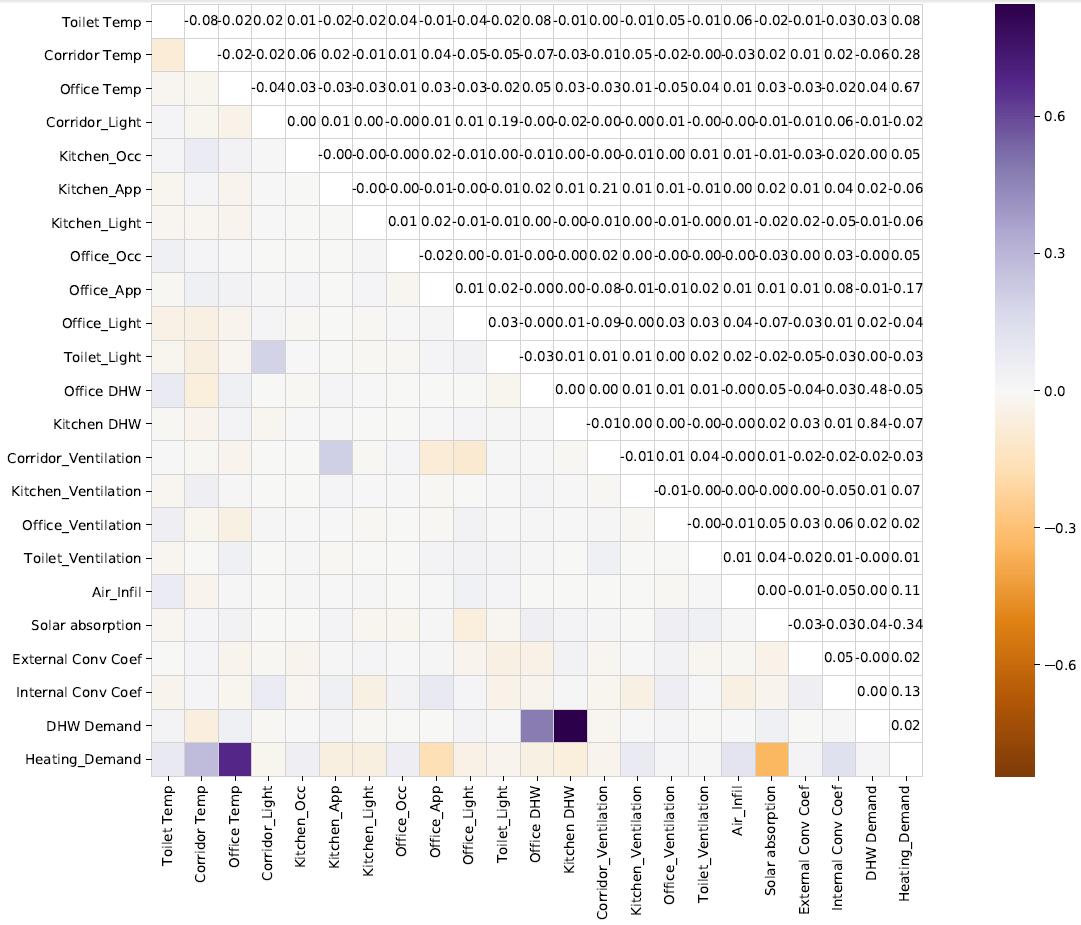 Toilet Temp -0.08 -0.02 0.02 0.01 -0.02 -0.02 0.04 -0.01 -0.04 -0.02 0.08 -0.01 0.00 -0.01 0.05 -0.01 0.06 -0.02 -0.01 -0.03 0.03 0.08
Corridor Temp -0.02 -0.02 0.06 0.02 -0.01 0.01 0.04 -0.05 -0.05 -0.07 -0.03 -0.01 0.05 -0.02 -0.00 -0.03 0.02 0.01 0.02 -0.06 0.28
Office Temp -0.04 0.03 -0.03 -0.03 0.01 0.03 -0.03 -0.02 0.05 0.03 -0.03 0.01 -0.05 0.04 0.01 0.03 -0.03 -0.02 0.04 0.67
Corridor_Light 0.00 0.01 0.00 -0.00 0.01 0.01 0.19 -0.00 -0.02 -0.00 -0.00 0.01 -0.00 -0.00 -0.01 -0.01 0.06 -0.01 -0.02
Kitchen_Occ -0.00 -0.00 -0.00 0.02 -0.01 0.00 -0.01 0.00 -0.00 -0.01 0.00 0.01 0.01 -0.01 -0.03 -0.02 0.00 0.05
Kitchen_App -0.00 -0.00 -0.01 -0.00 -0.01 0.02 0.01 0.21 0.01 0.01 -0.01 0.00 0.02 0.01 0.04 0.02 -0.06
Kitchen_Light 0.01 0.02 -0.01 -0.01 0.00 -0.00 -0.01 0.00 -0.01 -0.00 0.01 -0.02 0.02 -0.05 -0.01 -0.06
Office_Occ -0.02 0.00 -0.01 -0.00 -0.00 0.02 0.00 -0.00 -0.00 -0.00 -0.03 0.00 0.03 -0.00 0.05
Office_App 0.01 0.02 -0.00 0.00 -0.08 -0.01 -0.01 0.02 0.01 0.01 0.01 0.08 -0.01 -0.17
Office_Light 0.03 -0.00 0.01 -0.09 -0.00 0.03 0.03 0.04 -0.07 -0.03 0.01 0.02 -0.04
Toilet_Light -0.03 0.01 0.01 0.01 0.00 0.02 0.02 -0.02 -0.05 -0.03 0.00 -0.03
Office DHW 0.00 0.00 0.01 0.01 0.01 -0.00 0.05 -0.04 -0.03 0.48 -0.05
Kitchen DHW -0.01 0.00 0.00 -0.00 -0.00 0.02 0.03 0.01 0.84 -0.07
Corridor_Ventilation -0.01 0.01 0.04 -0.00 0.01 -0.02 -0.02 -0.02 -0.03
Kitchen_Ventilation -0.01 -0.00 -0.00 -0.00 0.00 -0.05 0.01 0.07
Office_Ventilation -0.00 -0.01 0.05 0.03 0.06 0.02 0.02
Toilet_Ventilation 0.01 0.04 -0.02 0.01 -0.00 0.01
Air_Infil 0.00 -0.01 -0.05 0.00 0.11
Solar absorption -0.03 -0.03 0.04 -0.34
External Conv Coef 0.05 -0.00 0.02
Internal Conv Coef 0.00 0.13
DHW Demand 0.02
Heating_Demand
Toilet Temp
Corridor Temp
Office Temp
Corridor_Light
Kitchen_Occ
Kitchen_App
Kitchen_Light
Office_Occ
Office_App
Office_Light
Toilet_Light
Office DHW
Kitchen DHW
Corridor_Ventilation
Kitchen_Ventilation
Office_Ventilation
Toilet_Ventilation
Air_Infil
Solar absorption
External Conv Coef
Internal Conv Coef
DHW Demand
Heating_Demand
0.6
0.3
0.0
−0.3
−0.6